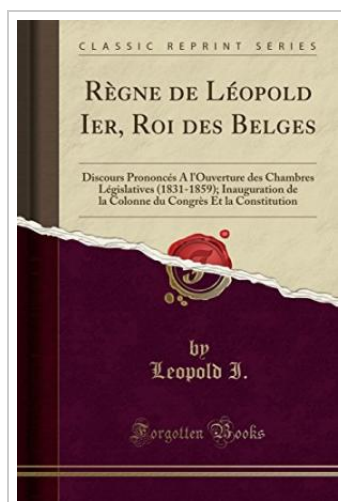 CLASSIC REPRINT SERIES
RÈGNE DE LÉOPOLD
IER, ROI DES BELGES
Discours Prononcés A l'Ouverture des Chambres
Législatives (1831-1859); Inauguration de
la Colonne du Congrès Et la Constitution
by
Leopold I.
Forgotten Books